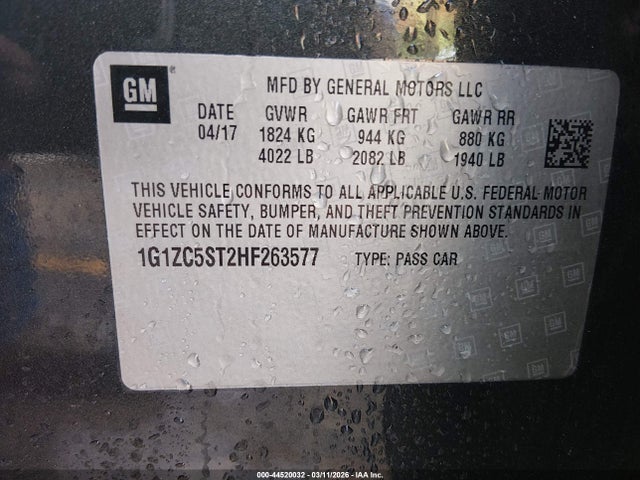 GM
MFD BY GENERAL MOTORS LLC
DATE GVWR GAWR FRT GAWR RR
04/17 1824 KG 944 KG 880 KG
4022 LB 2082 LB 1940 LB
THIS VEHICLE CONFORMS TO ALL APPLICABLE U.S. FEDERAL MOTOR
VEHICLE SAFETY, BUMPER, AND THEFT PREVENTION STANDARDS IN
EFFECT ON THE DATE OF MANUFACTURE SHOWN ABOVE.
1G1ZC5ST2HF263577 TYPE: PASS CAR
000-44520032 | 03/11/2026 - IAA Inc.